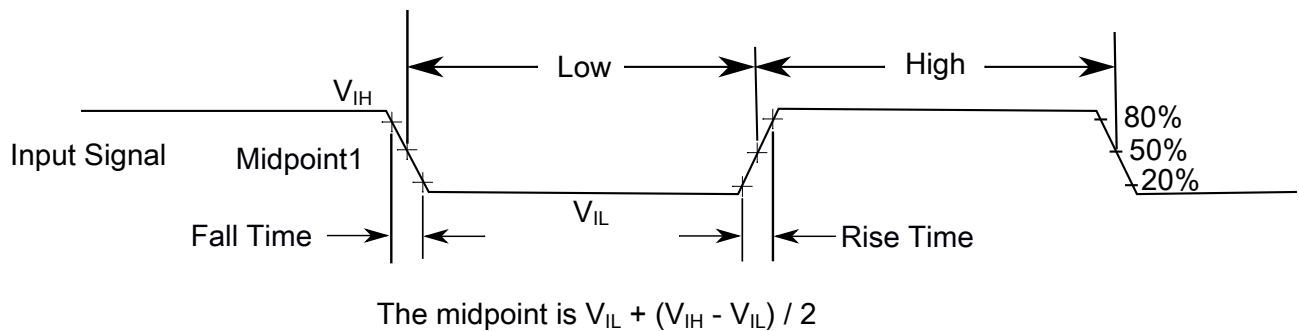 Low
High
V_IH
80%
Input Signal
Midpoint1
50%
20%
V_IL
Fall Time
Rise Time
The midpoint is V_IL + (V_IH - V_IL) / 2